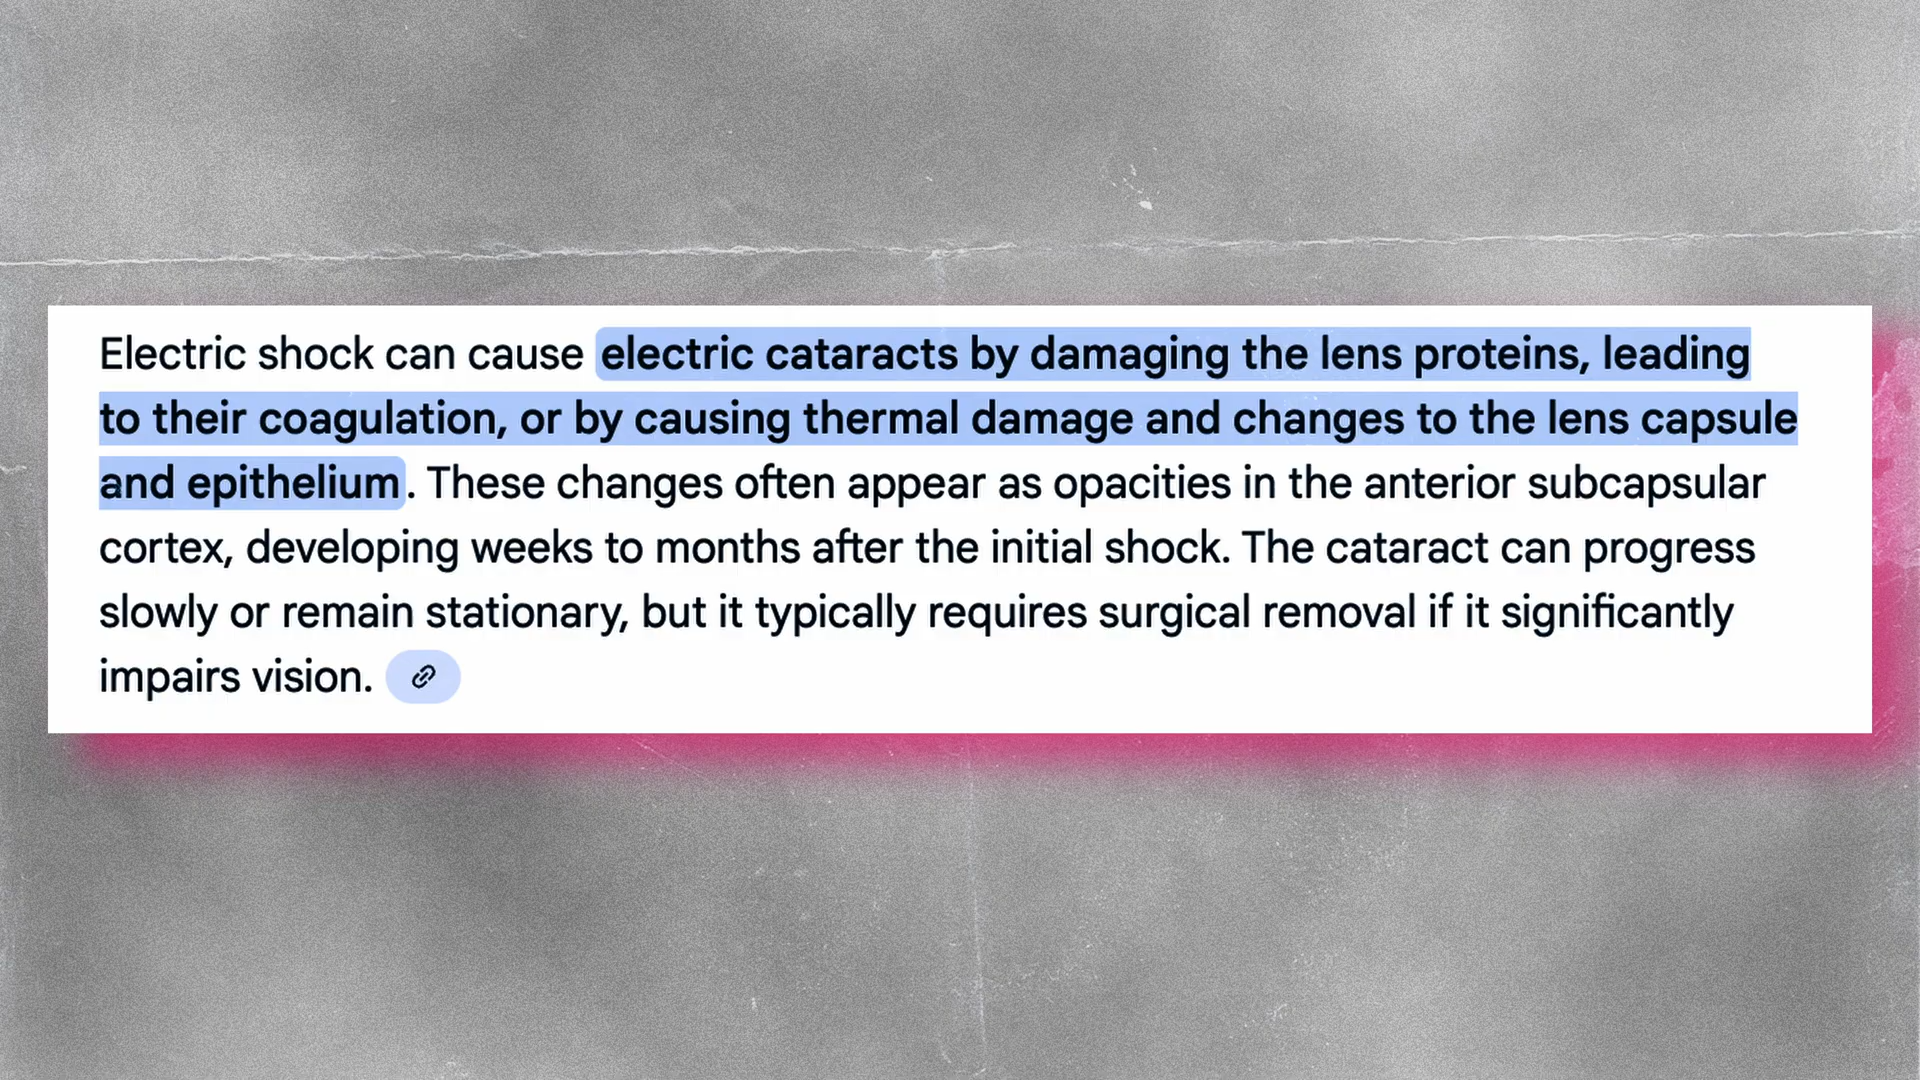 Electric shock can cause electric cataracts by damaging the lens proteins, leading
to their coagulation, or by causing thermal damage and changes to the lens capsule
and epithelium. These changes often appear as opacities in the anterior subcapsular
cortex, developing weeks to months after the initial shock. The cataract can progress
slowly or remain stationary, but it typically requires surgical removal if it significantly
impairs vision.